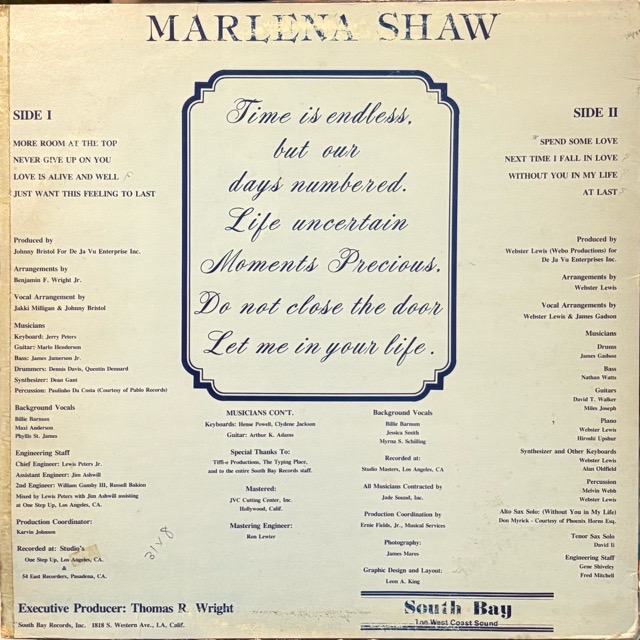 MARLENA SHAW
SIDE I
MORE ROOM AT THE TOP
NEVER GIVE UP ON YOU
LOVE IS ALIVE AND WELL
JUST WANT THIS FEELING TO LAST
Produced by
Johnny Bristol For De Ja Vu Enterprise Inc.
Arrangements by
Benjamin F. Wright Jr.
Vocal Arrangement by
Jakki Milligan & Johnny Bristol
Musicians
Keyboard: Jerry Peters
Guitar: Marlo Henderson
Bass: James Jamerson Jr.
Drummers: Dennis Davis, Quentin Dennard
Synthesizer: Dean Gant
Percussion: Paulinho Da Costa (Courtesy of Pablo Records)
Background Vocals
Billie Barnum
Maxi Anderson
Phyllis St. James
Engineering Staff
Chief Engineer: Lewis Peters Jr.
Assistant Engineer: Jim Ashwill
2nd Engineer: William Gamby III, Russall Bakion
Mixed by Lewis Peters with Jim Ashwill assisting
at One Step Up, Los Angeles, CA.
Production Coordinator:
Karvin Johnson
Recorded at: Studio's
One Step Up, Los Angeles, CA.
&
54 East Recorders, Pasadena, CA.
Executive Producer: Thomas R. Wright
South Bay Records, Inc. 1818 S. Western Ave., LA, Calif.
Time is endless,
but our
days numbered.
Life uncertain
Moments Precious.
Do not close the door
Let me in your life.
MUSICIANS CON'T.
Keyboards: Hense Powell, Clydene Jackson
Guitar: Arthur K. Adams
Special Thanks To:
Tiffi-e Productions, The Typing Place,
and to the entire South Bay Records staff.
Mastered:
JVC Cutting Center, Inc.
Hollywood, Calif.
Mastering Engineer:
Ron Lewter
Background Vocals
Billie Barnum
Jessica Smith
Myrna S. Schilling
Recorded at:
Studio Masters, Los Angeles, CA
All Musicians Contracted by
Jade Sound, Inc.
Production Coordination by
Ernie Fields, Jr., Musical Services
Photography:
James Mares
Graphic Design and Layout:
Leon A. King
South Bay
The West Coast Sound
SIDE II
SPEND SOME LOVE
NEXT TIME I FALL IN LOVE
WITHOUT YOU IN MY LIFE
AT LAST
Produced by
Webster Lewis (Webo Productions) for
De Ja Vu Enterprises Inc.
Arrangements by
Webster Lewis
Vocal Arrangements by
Webster Lewis & James Gadson
Musicians
Drums
James Gadson
Bass
Nathan Watts
Guitars
David T. Walker
Miles Joseph
Piano
Webster Lewis
Hiroshi Upshur
Synthesizer and Other Keyboards
Webster Lewis
Alan Oldfield
Percussion
Melvin Webb
Webster Lewis
Alto Sax Solo: (Without You in My Life)
Don Myrick - Courtesy of Phoenix Horns Esq.
Tenor Sax Solo
David Ii
Engineering Staff
Gene Shiveley
Fred Mitchell